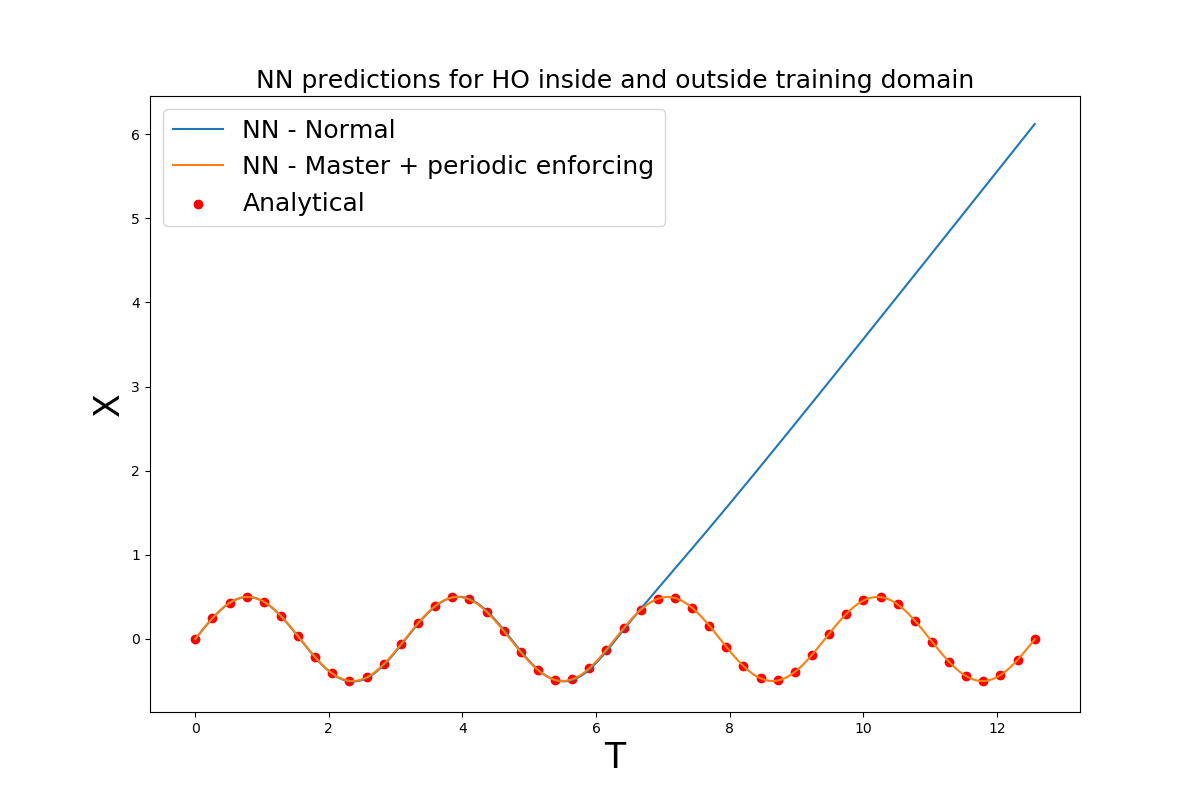 NN predictions for HO inside and outside training domain
NN - Normal
NN - Master + periodic enforcing
Analytical
6
5
4
3
2
1
0
X
0 2 4 6 8 10 12
T